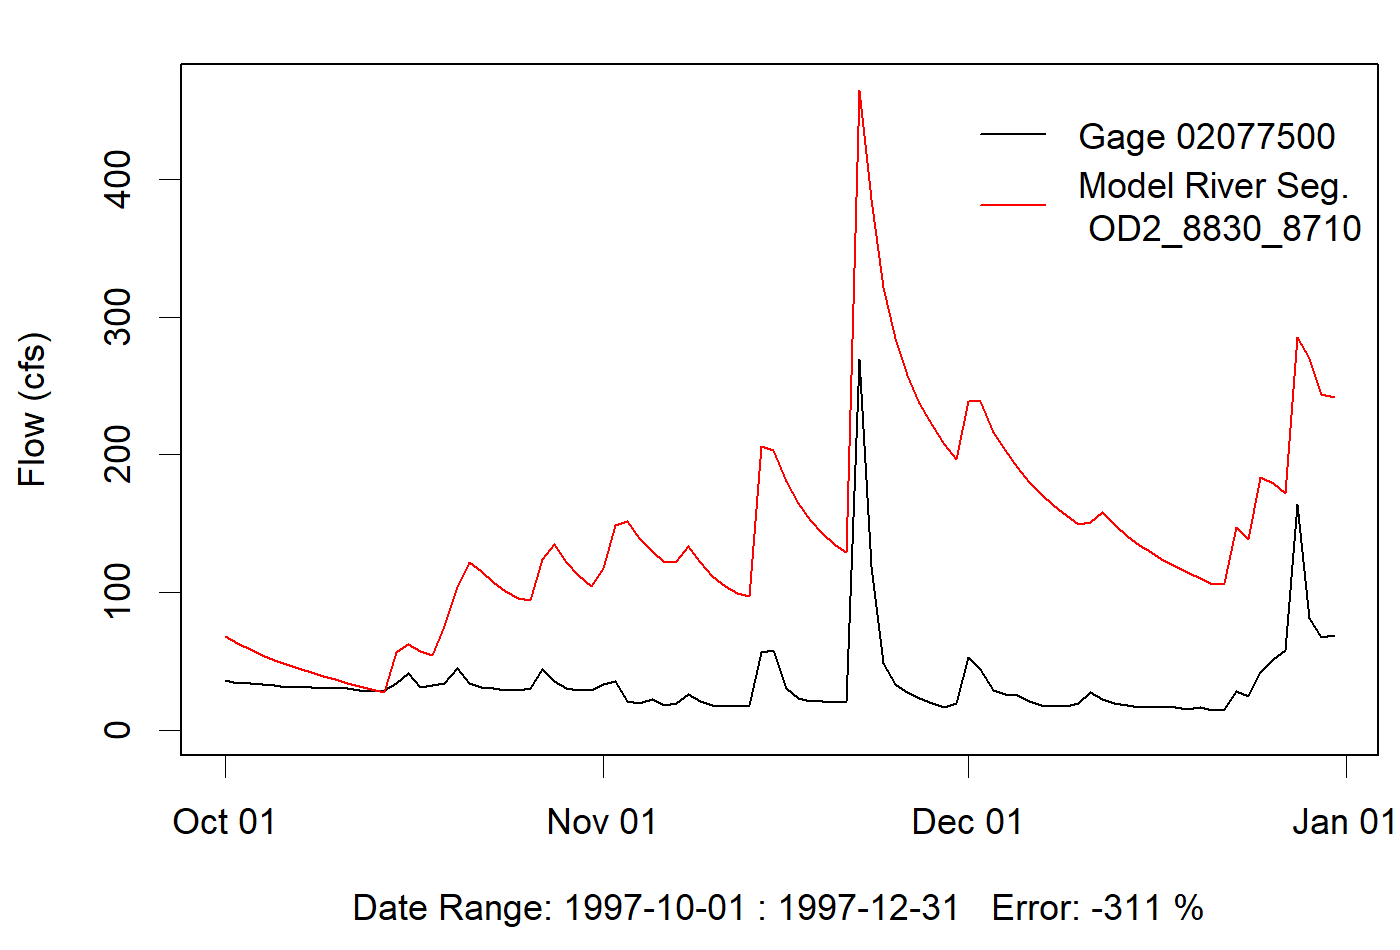 Gage 02077500
Model River Seg.
OD2_8830_8710
Flow (cfs)
400
300
200
100
0
Oct 01 Nov 01 Dec 01 Jan 01
Date Range: 1997-10-01 : 1997-12-31 Error: -311 %